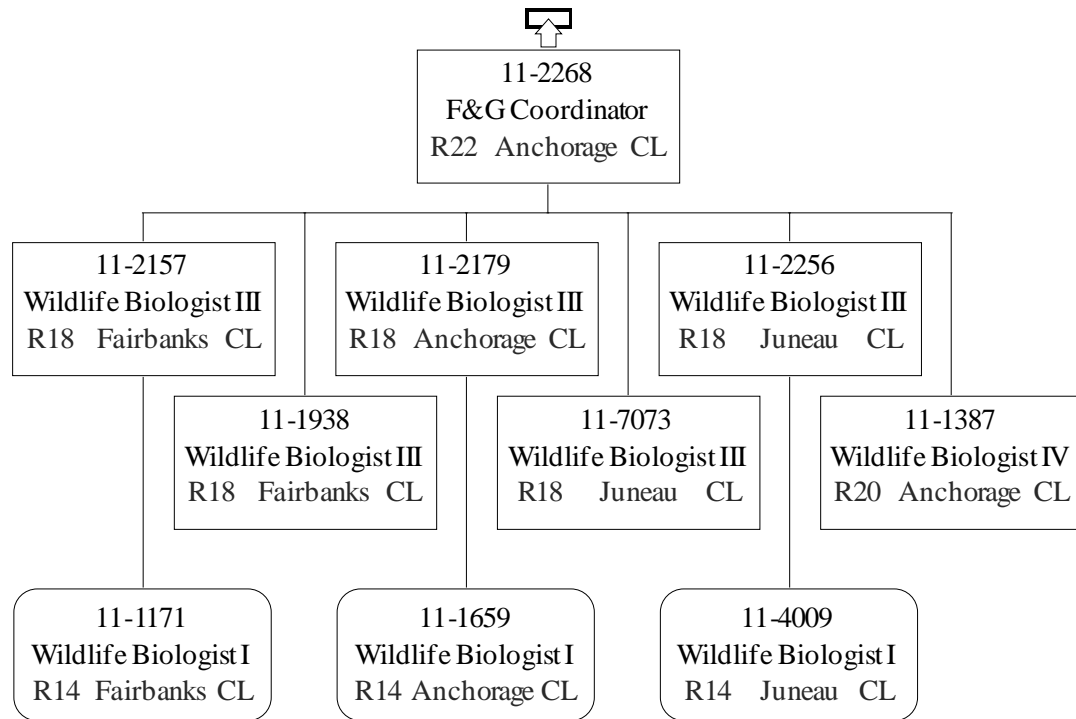 11-2268
F&G Coordinator
R22 Anchorage CL
11-2157
Wildlife Biologist III
R18 Fairbanks CL
11-2179
Wildlife Biologist III
R18 Anchorage CL
11-2256
Wildlife Biologist III
R18 Juneau CL
11-1938
Wildlife Biologist III
R18 Fairbanks CL
11-7073
Wildlife Biologist III
R18 Juneau CL
11-1387
Wildlife Biologist IV
R20 Anchorage CL
11-1171
Wildlife Biologist I
R14 Fairbanks CL
11-1659
Wildlife Biologist I
R14 Anchorage CL
11-4009
Wildlife Biologist I
R14 Juneau CL